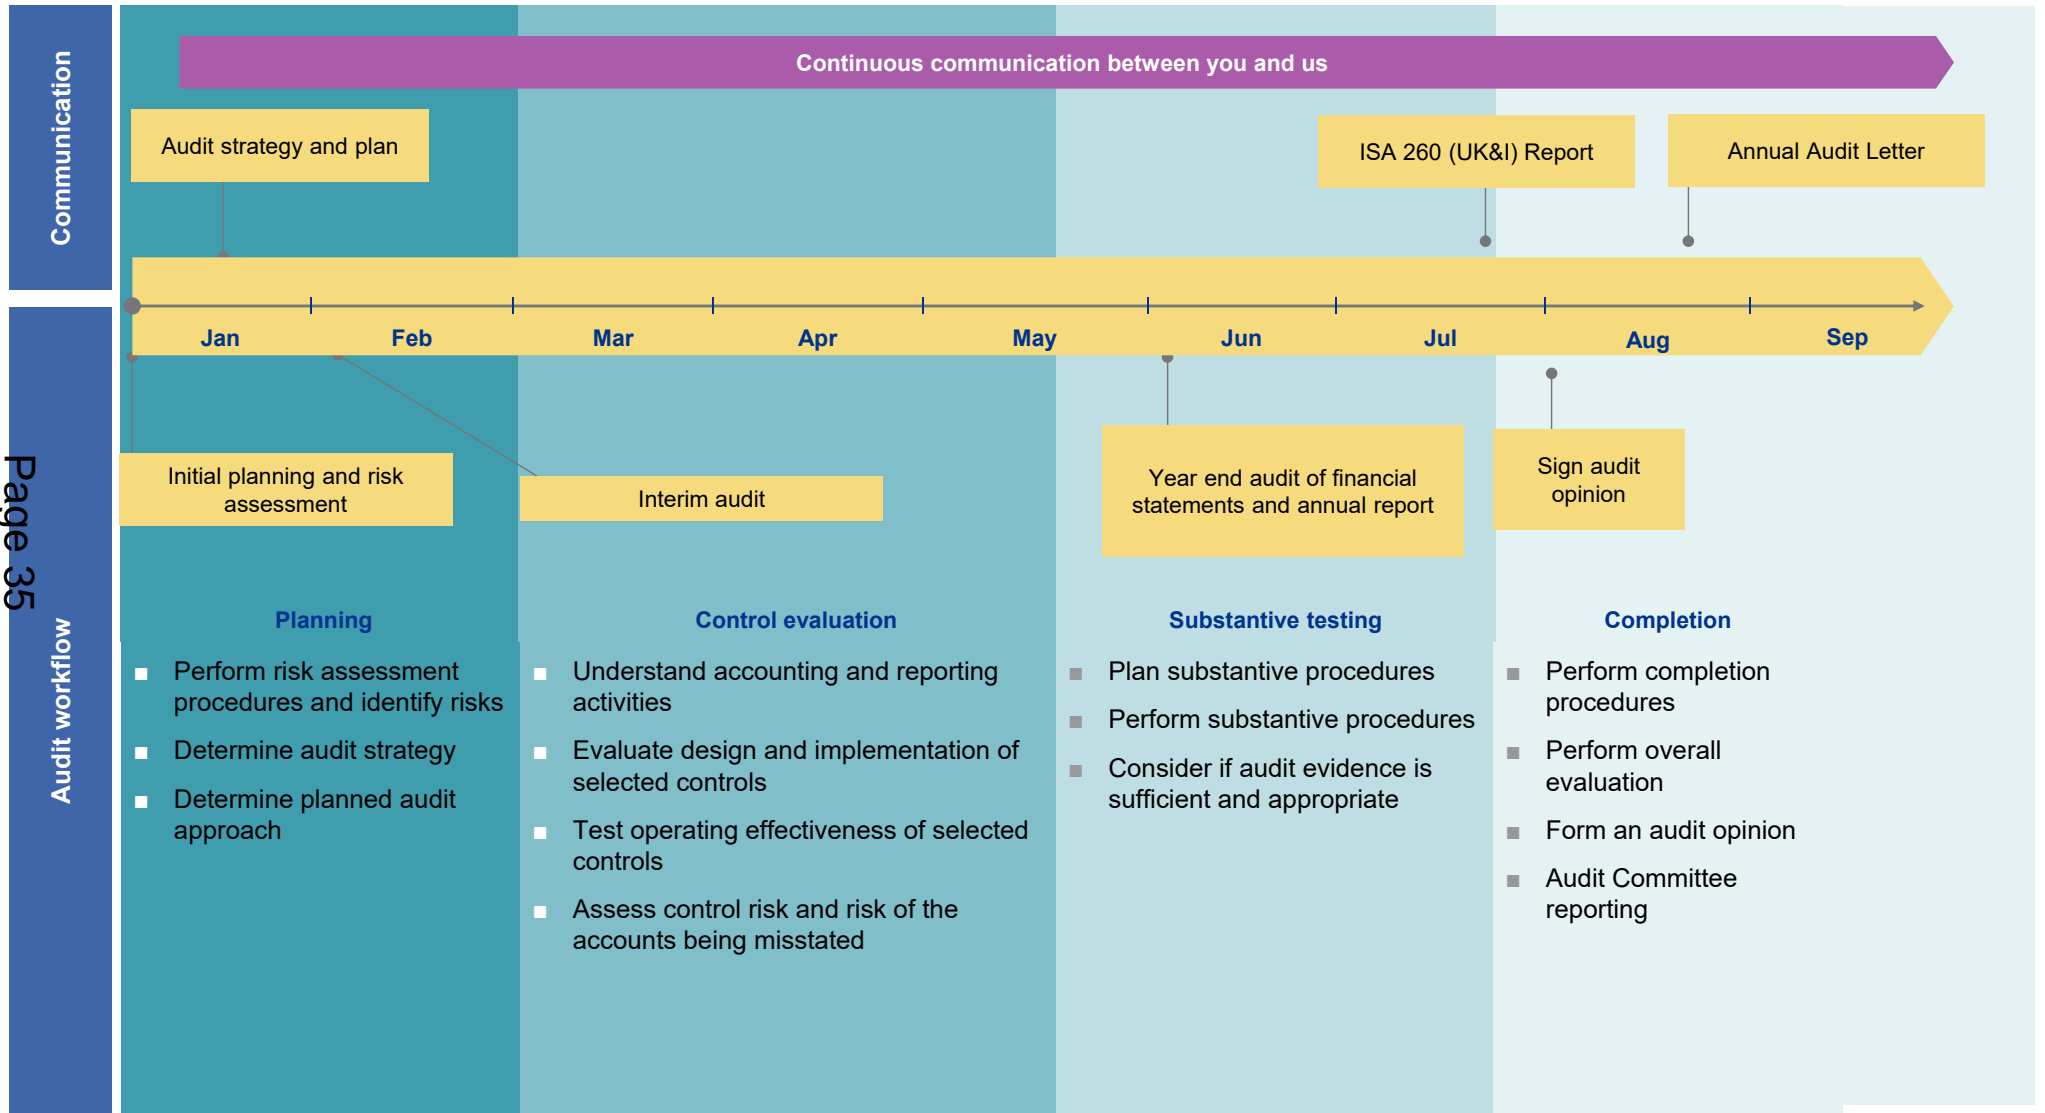 Communication
Continuous communication between you and us
Audit strategy and plan
ISA 260 (UK&I) Report
Annual Audit Letter
Jan
Feb
Mar
Apr
May
Jun
Jul
Aug
Sep
Page 35
Audit workflow
Initial planning and risk
assessment
Interim audit
Year end audit of financial
statements and annual report
Sign audit
opinion
Planning
Perform risk assessment
procedures and identify risks
Determine audit strategy
Determine planned audit
approach
Control evaluation
Understand accounting and reporting
activities
Evaluate design and implementation of
selected controls
Test operating effectiveness of selected
controls
Assess control risk and risk of the
accounts being misstated
Substantive testing
Plan substantive procedures
Perform substantive procedures
Consider if audit evidence is
sufficient and appropriate
Completion
Perform completion
procedures
Perform overall
evaluation
Form an audit opinion
Audit Committee
reporting